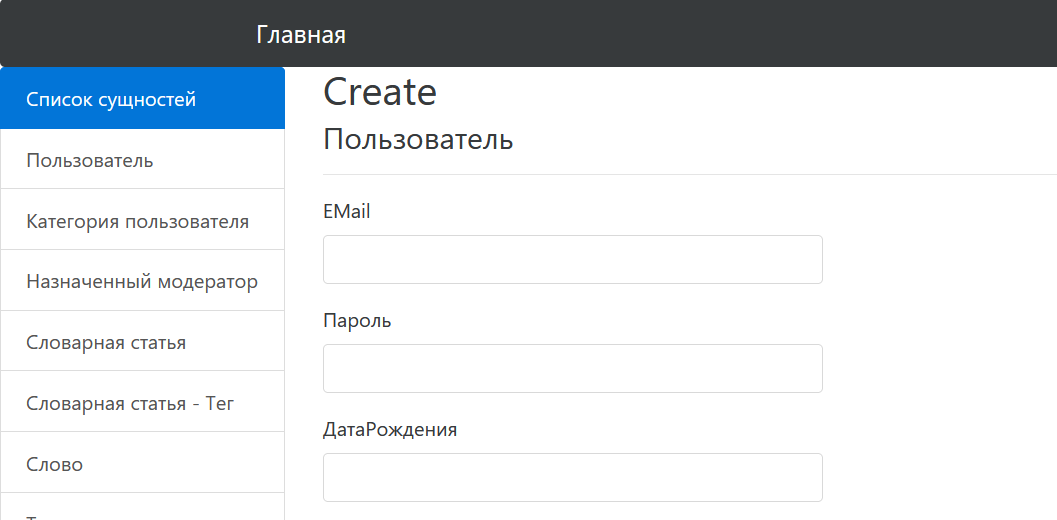 Главная
Список сущностей
Пользователь
Категория пользователя
Назначенный модератор
Словарная статья
Словарная статья - Тег
Слово
Create
Пользователь
EMail
Пароль
ДатаРождения